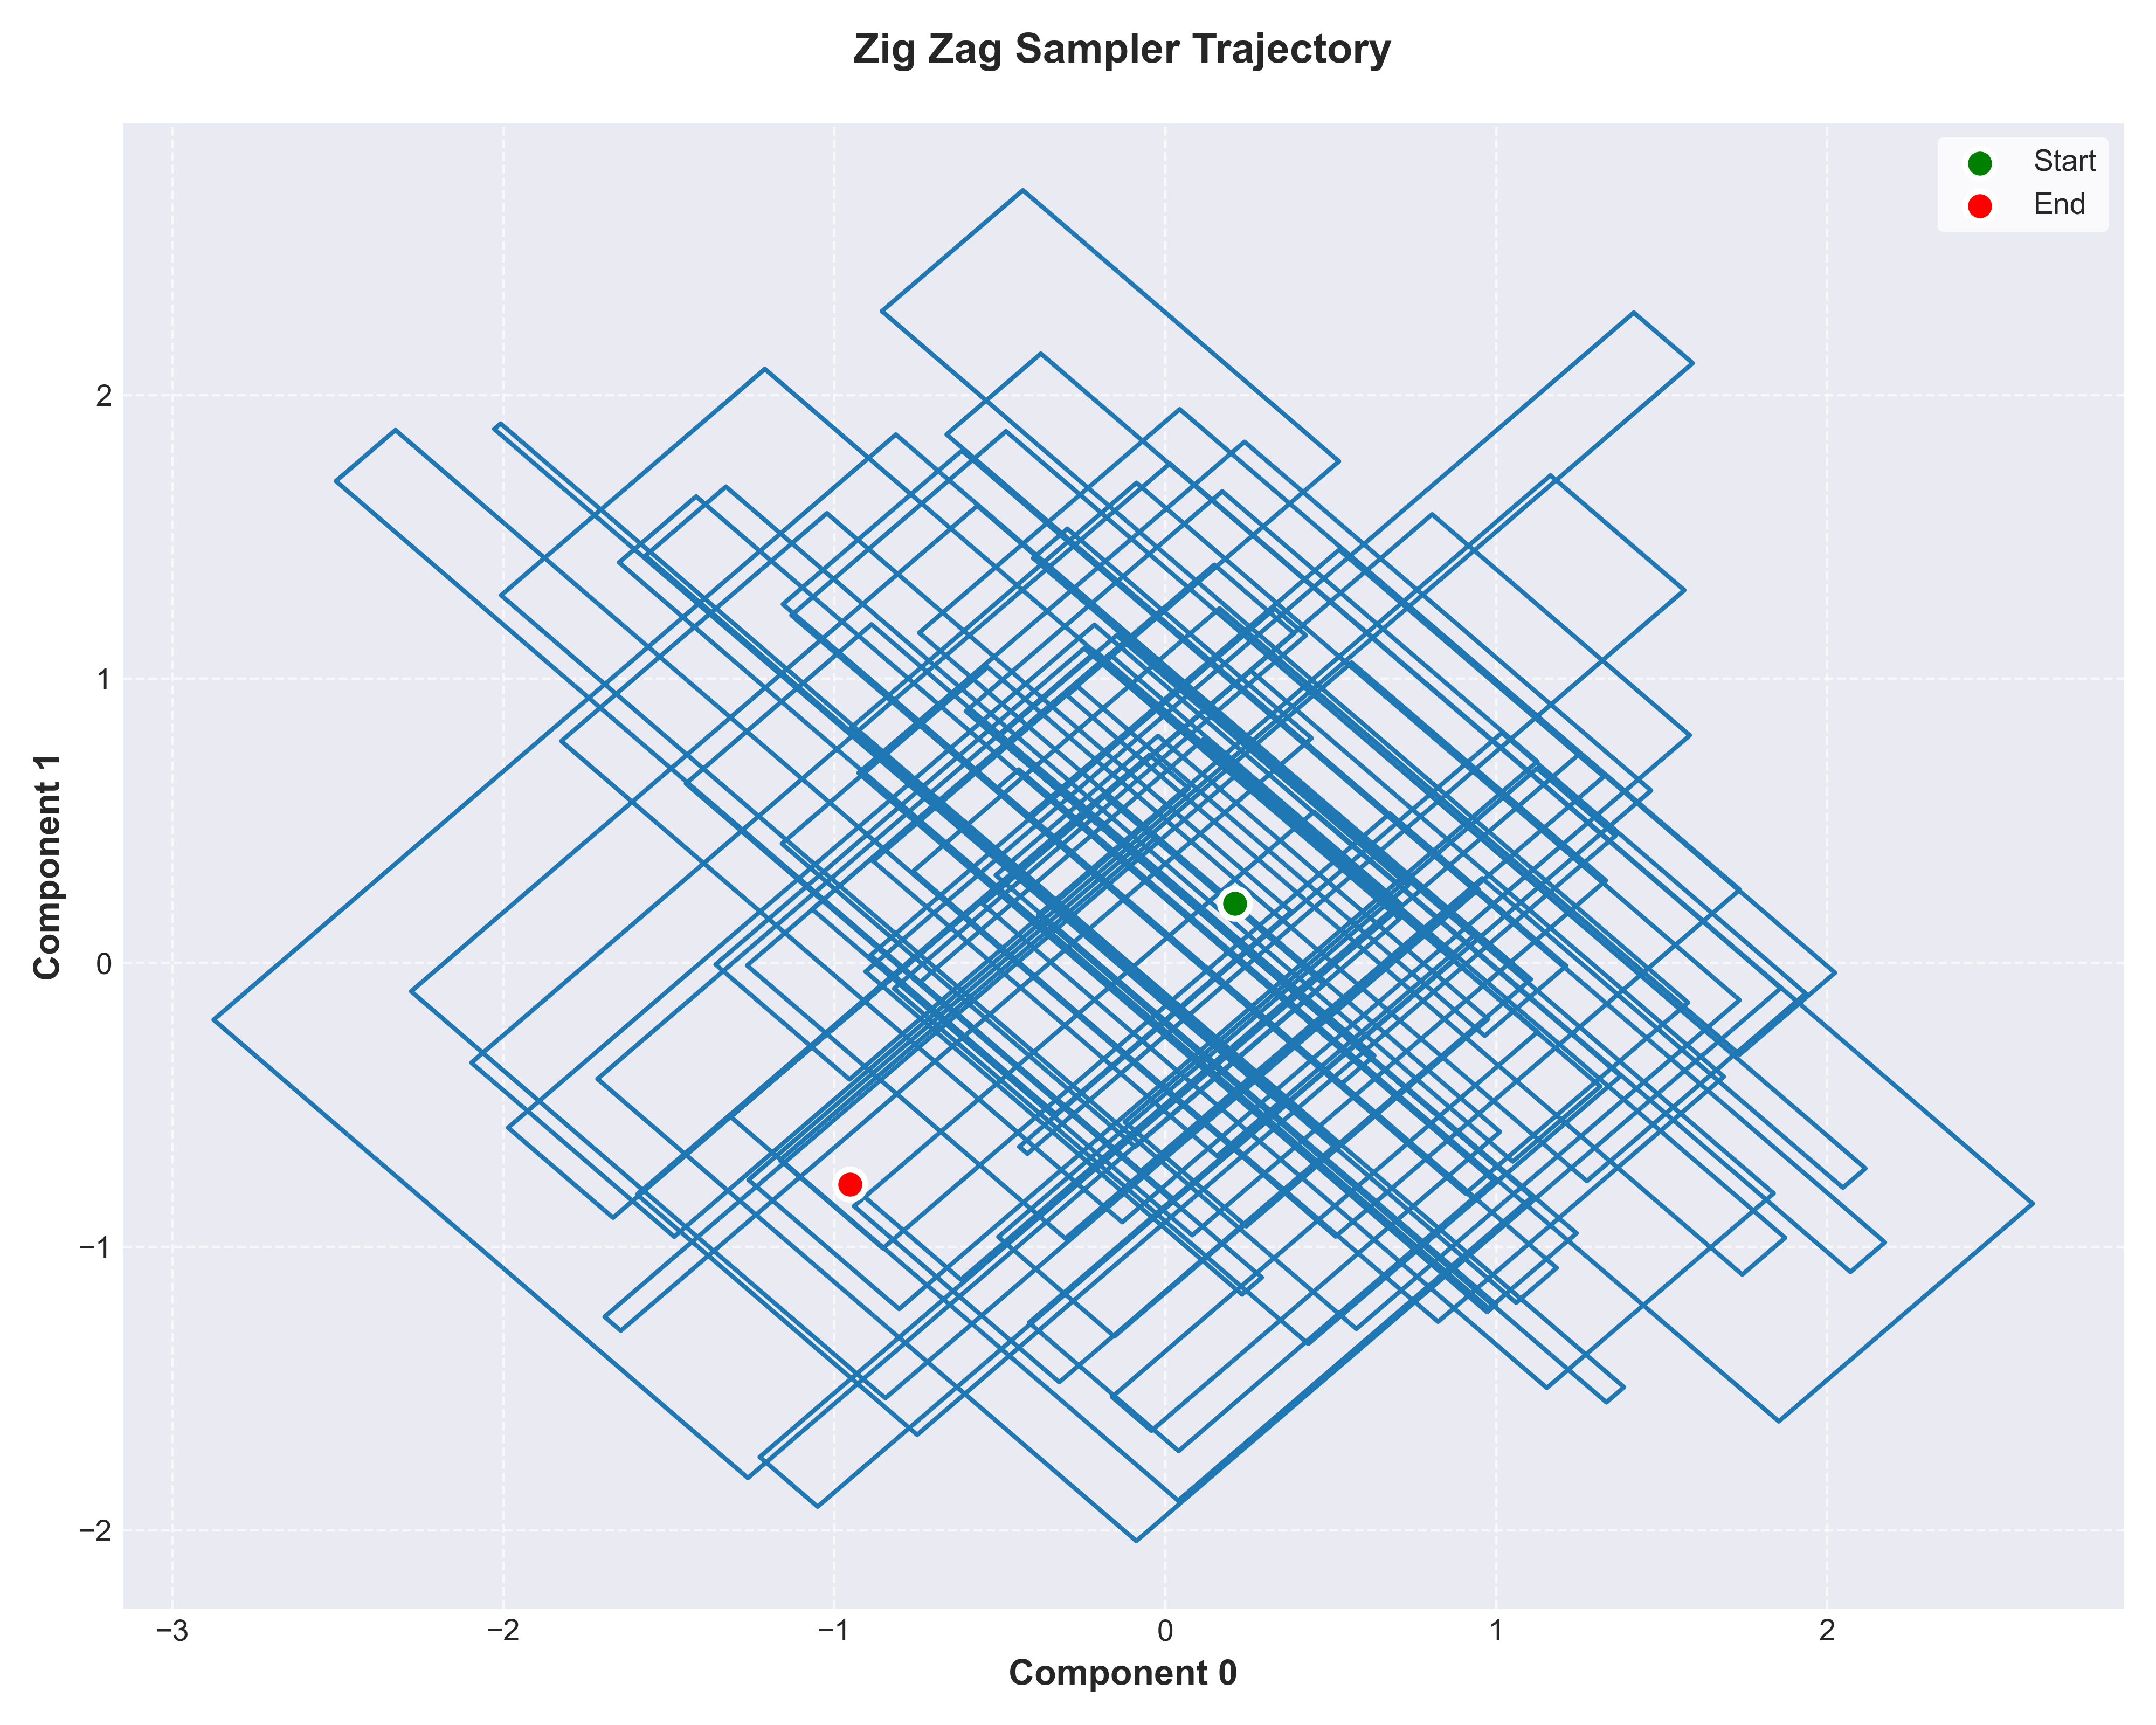 Zig Zag Sampler Trajectory
Start
End
2
1
0
−1
−2
Component 1
−3
−2
−1
0
1
2
Component 0